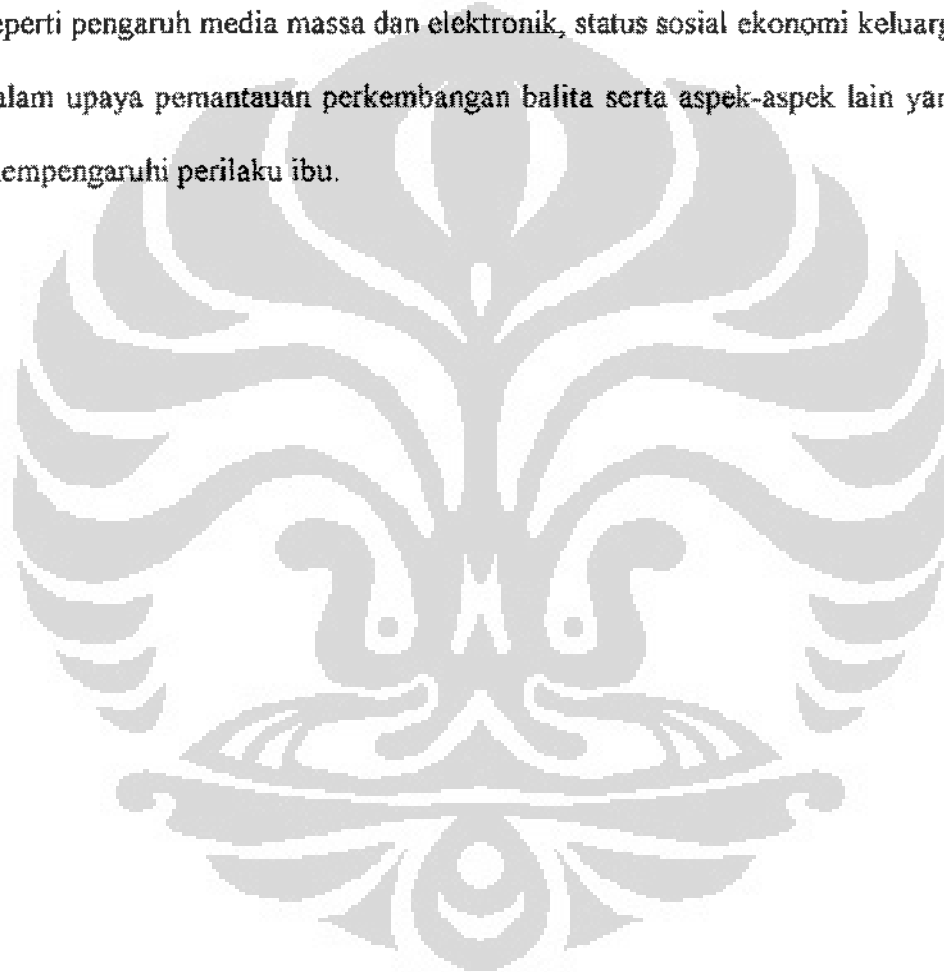 eperti pengaruh media massa dan elektronik, status sosial ekonomi keluarg
alam upaya pemantauan perkembangan balita serta aspek-aspek lain yan
nempengaruhi perilaku ibu.